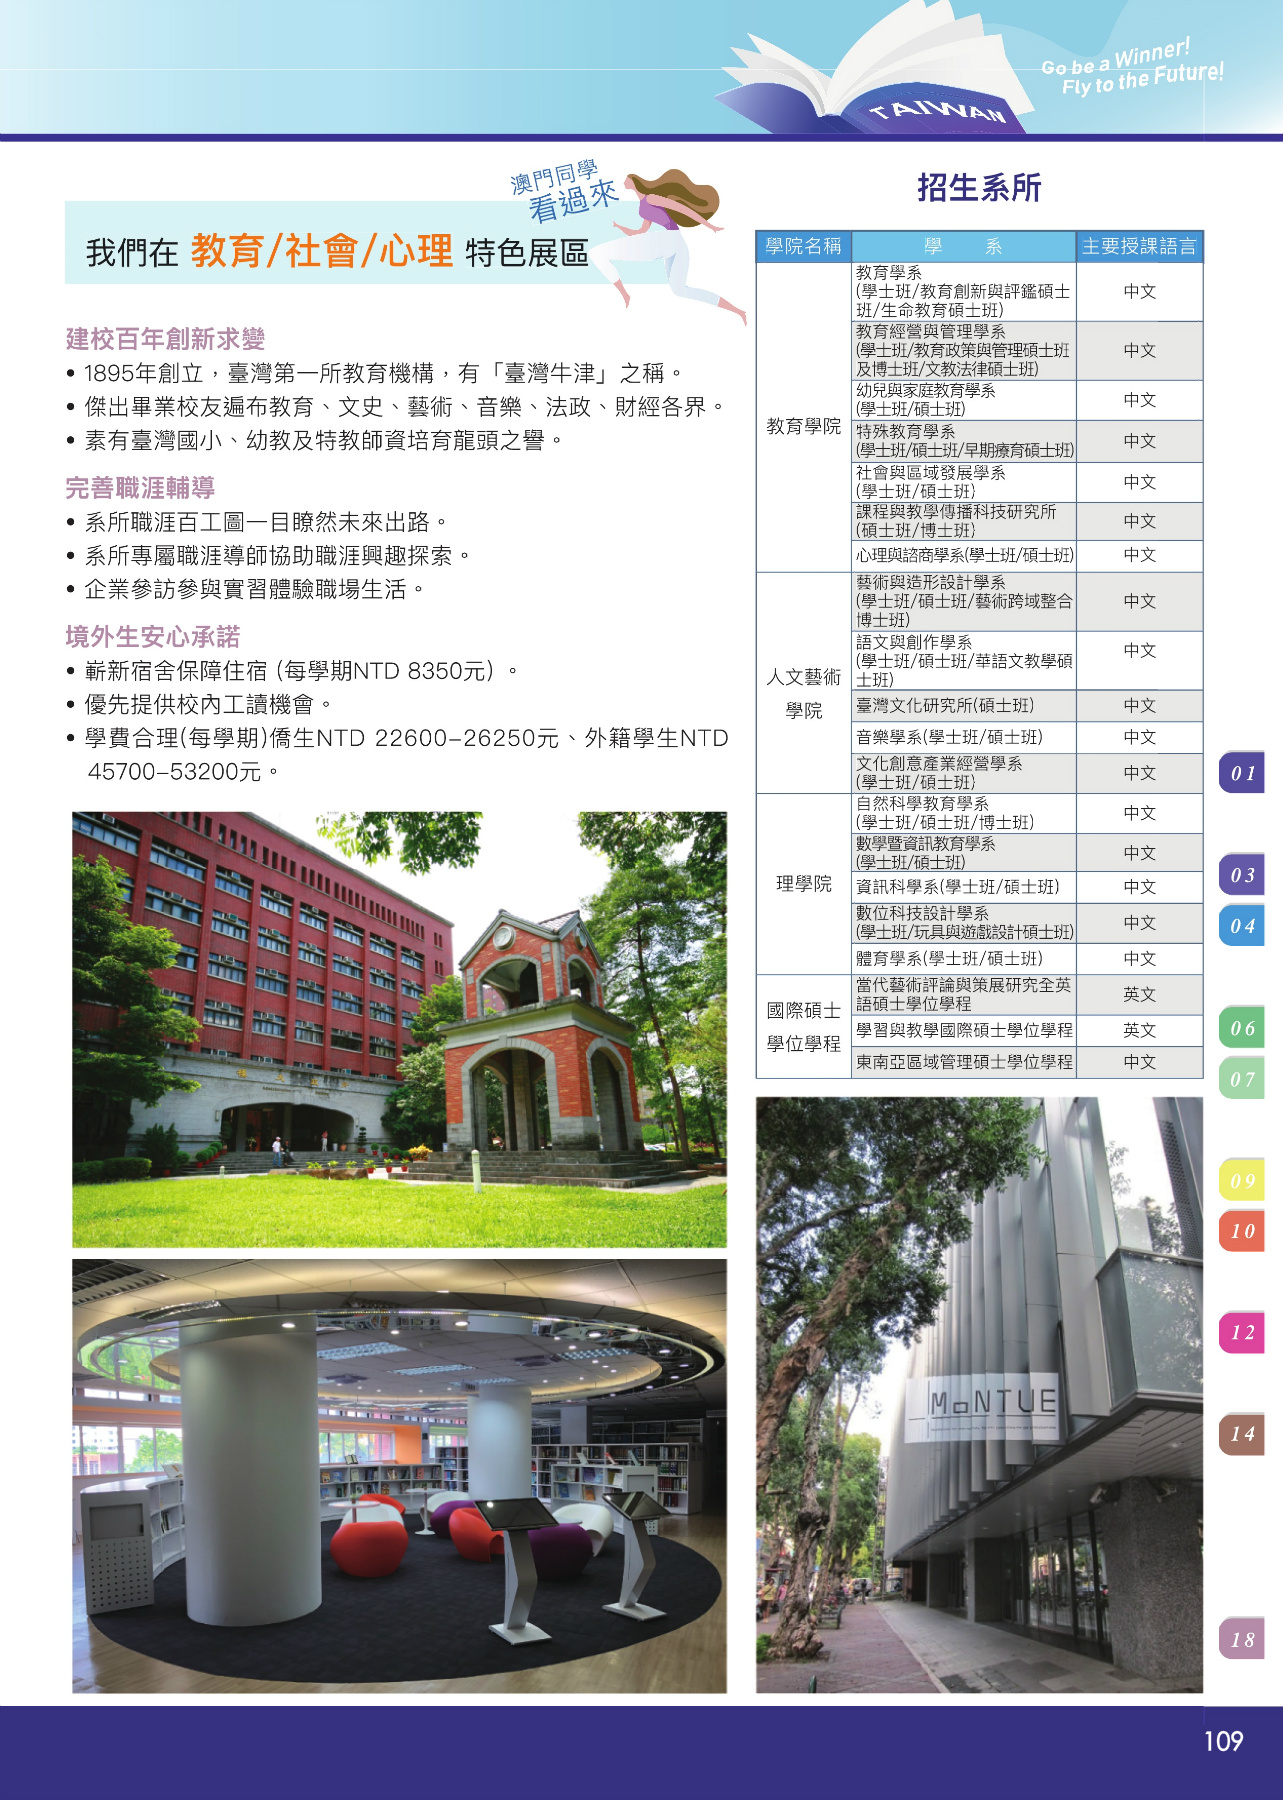 Go be a Winner!
Fly to the Future!
TAIWAN
澳門同學
看過來
我們在 教育/社會/心理 特色展區
建校百年創新求變
• 1895年創立，臺灣第一所教育機構，有「臺灣牛津」之稱。
• 傑出畢業校友遍布教育、文史、藝術、音樂、法政、財經各界。
• 素有臺灣國小、幼教及特教師資培育龍頭之譽。
完善職涯輔導
• 系所職涯百工圖一目瞭然未來出路。
• 系所專屬職涯導師協助職涯興趣探索。
• 企業參訪參與實習體驗職場生活。
境外生安心承諾
• 嶄新宿舍保障住宿 (每學期NTD 8350元) 。
• 優先提供校內工讀機會。
• 學費合理(每學期)僑生NTD 22600–26250元、外籍學生NTD
45700–53200元。
招生系所
學院名稱 學 系 主要授課語言
教育學院
教育學系
(學士班/教育創新與評鑑碩士
班/生命教育碩士班)
中文
教育經營與管理學系
(學士班/教育政策與管理碩士班
及博士班/文教法律碩士班)
中文
幼兒與家庭教育學系
(學士班/碩士班)
中文
特殊教育學系
(學士班/碩士班/早期療育碩士班)
中文
社會與區域發展學系
(學士班/碩士班)
中文
課程與教學傳播科技研究所
(碩士班/博士班)
中文
心理與諮商學系(學士班/碩士班) 中文
人文藝術
學院
藝術與造形設計學系
(學士班/碩士班/藝術跨域整合
博士班)
中文
語文與創作學系
(學士班/碩士班/華語文教學碩
士班)
中文
臺灣文化研究所(碩士班) 中文
音樂學系(學士班/碩士班) 中文
文化創意產業經營學系
(學士班/碩士班)
中文
理學院
自然科學教育學系
(學士班/碩士班/博士班)
中文
數學暨資訊教育學系
(學士班/碩士班)
中文
資訊科學系(學士班/碩士班) 中文
數位科技設計學系
(學士班/玩具與遊戲設計碩士班)
中文
體育學系(學士班/碩士班) 中文
國際碩士
學位學程
當代藝術評論與策展研究全英
語碩士學位學程
英文
學習與教學國際碩士學位學程 英文
東南亞區域管理碩士學位學程 中文
MoNTUE
01
03
04
06
07
09
10
12
14
18
109